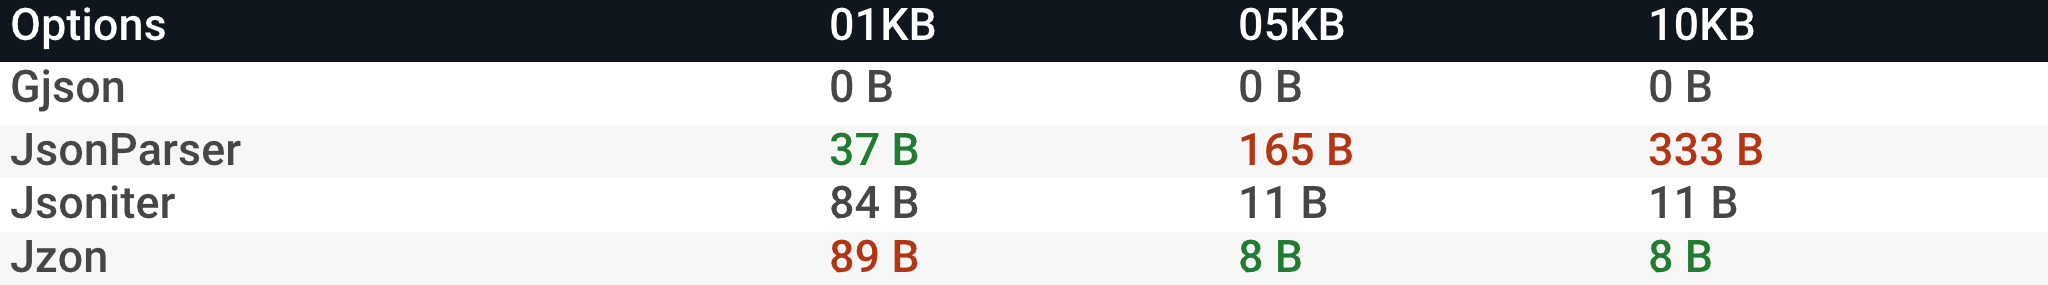 Options 01KB 05KB 10KB
Gjson 0 B 0 B 0 B
JsonParser 37 B 165 B 333 B
Jsoniter 84 B 11 B 11 B
Jzon 89 B 8 B 8 B